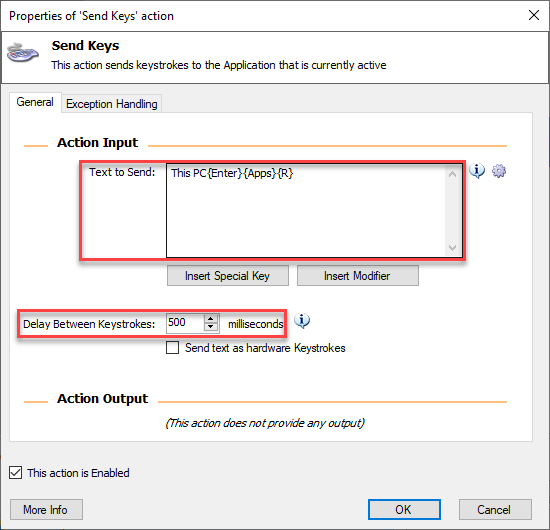 Properties of 'Send Keys' action
Send Keys
This action sends keystrokes to the Application that is currently active
General
Exception Handling
Action Input
Text to Send:
This PC{Enter}{Apps}{R}
Insert Special Key
Insert Modifier
Delay Between Keystrokes:
500
milliseconds
Send text as hardware Keystrokes
Action Output
(This action does not provide any output)
This action is Enabled
More Info
OK
Cancel